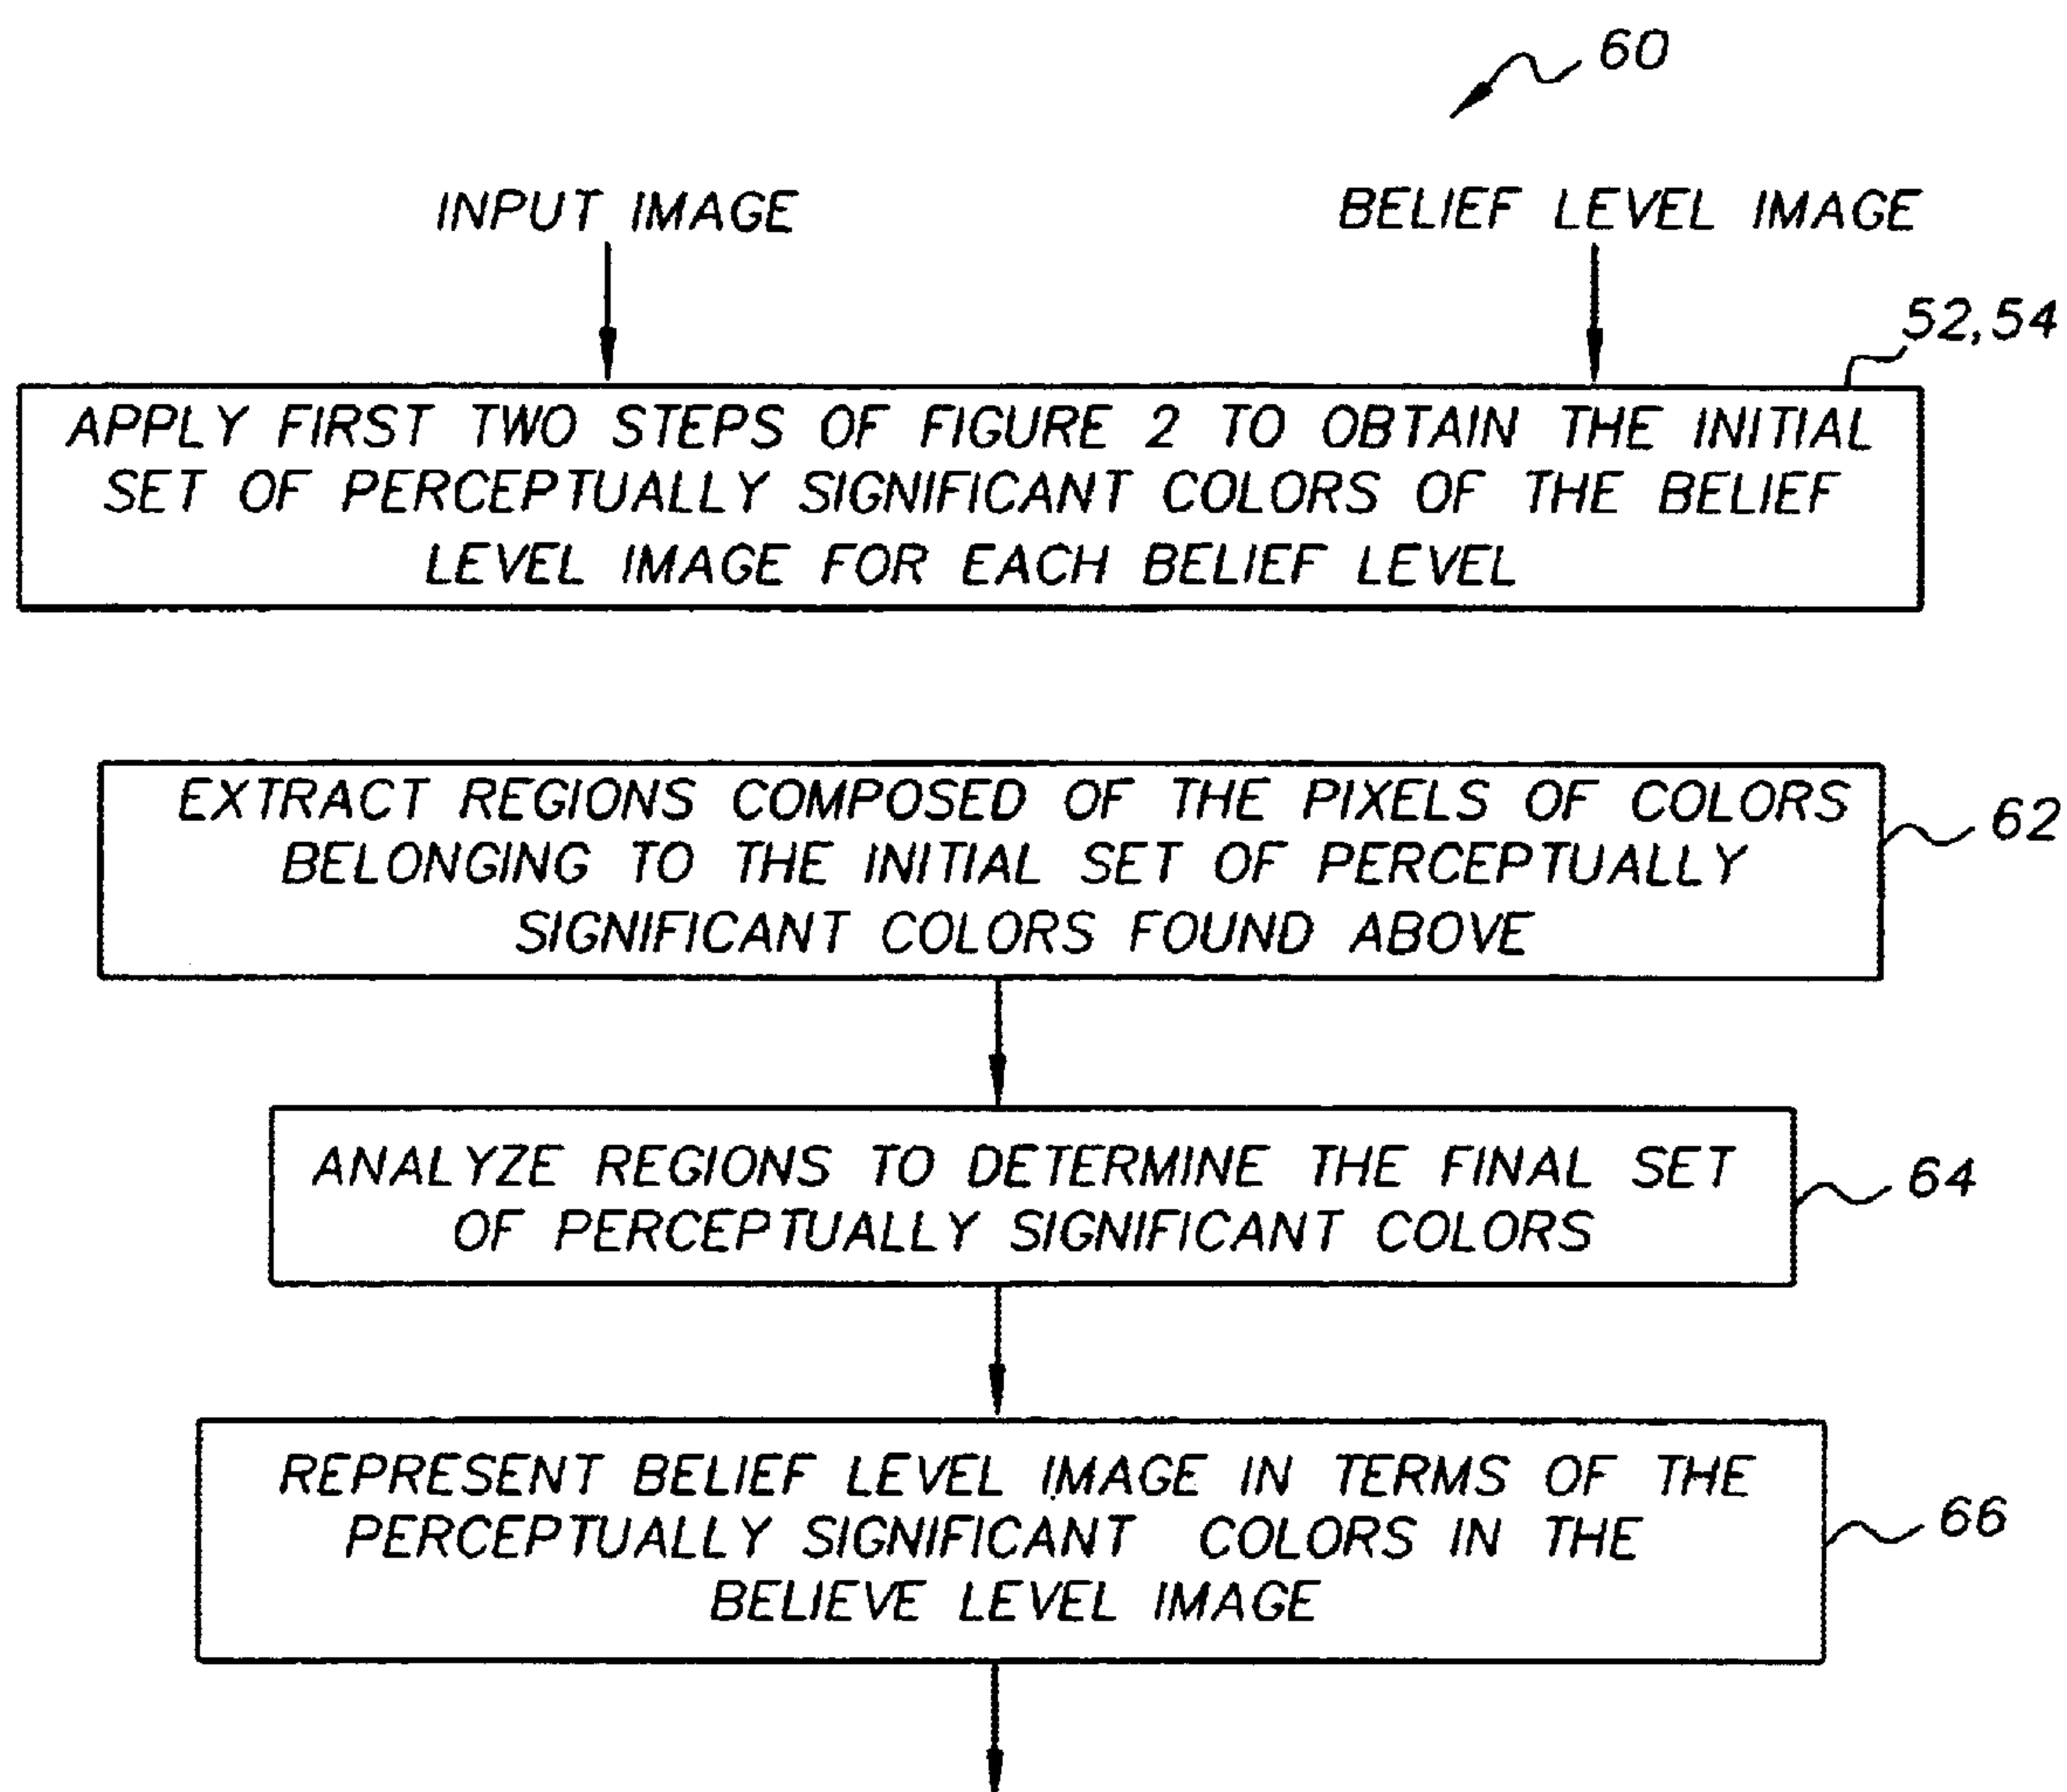 60
INPUT IMAGE
BELIEF LEVEL IMAGE
52,54
APPLY FIRST TWO STEPS OF FIGURE 2 TO OBTAIN THE INITIAL
SET OF PERCEPTUALLY SIGNIFICANT COLORS OF THE BELIEF
LEVEL IMAGE FOR EACH BELIEF LEVEL
EXTRACT REGIONS COMPOSED OF THE PIXELS OF COLORS
BELONGING TO THE INITIAL SET OF PERCEPTUALLY
SIGNIFICANT COLORS FOUND ABOVE
62
ANALYZE REGIONS TO DETERMINE THE FINAL SET
OF PERCEPTUALLY SIGNIFICANT COLORS
64
REPRESENT BELIEF LEVEL IMAGE IN TERMS OF THE
PERCEPTUALLY SIGNIFICANT COLORS IN THE
BELIEVE LEVEL IMAGE
66